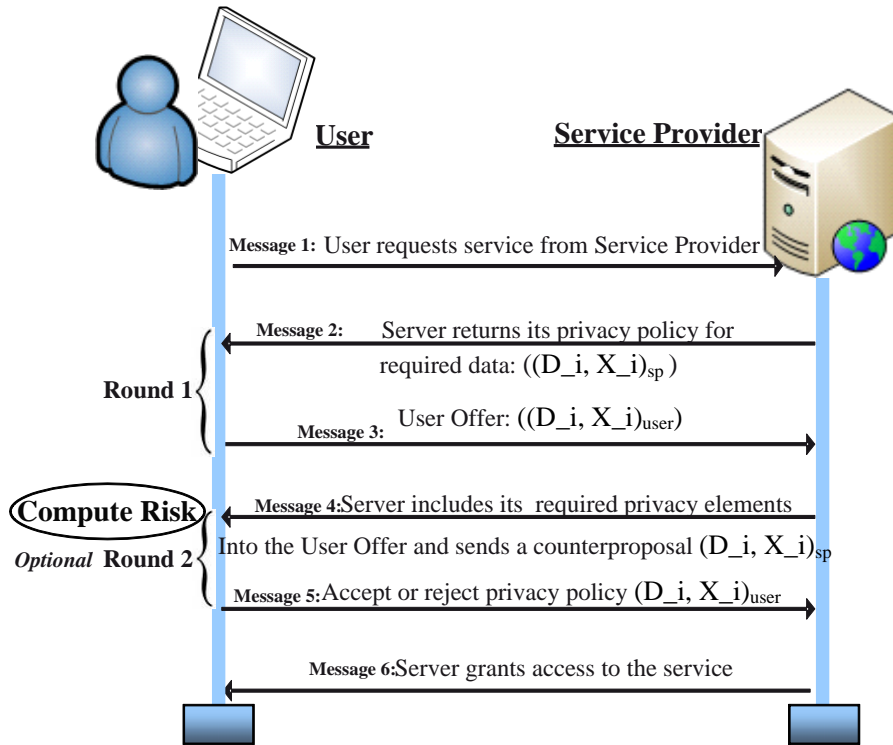 User
Service Provider
Message 1: User requests service from Service Provider
Message 2: Server returns its privacy policy for
required data: ((D_i, X_i)sp )
Round 1
User Offer: ((D_i, X_i)user)
Message 3:
Compute Risk
Message 4:Server includes its required privacy elements
Optional Round 2
Into the User Offer and sends a counterproposal (D_i, X_i)sp
Message 5:Accept or reject privacy policy (D_i, X_i)user
Message 6:Server grants access to the service